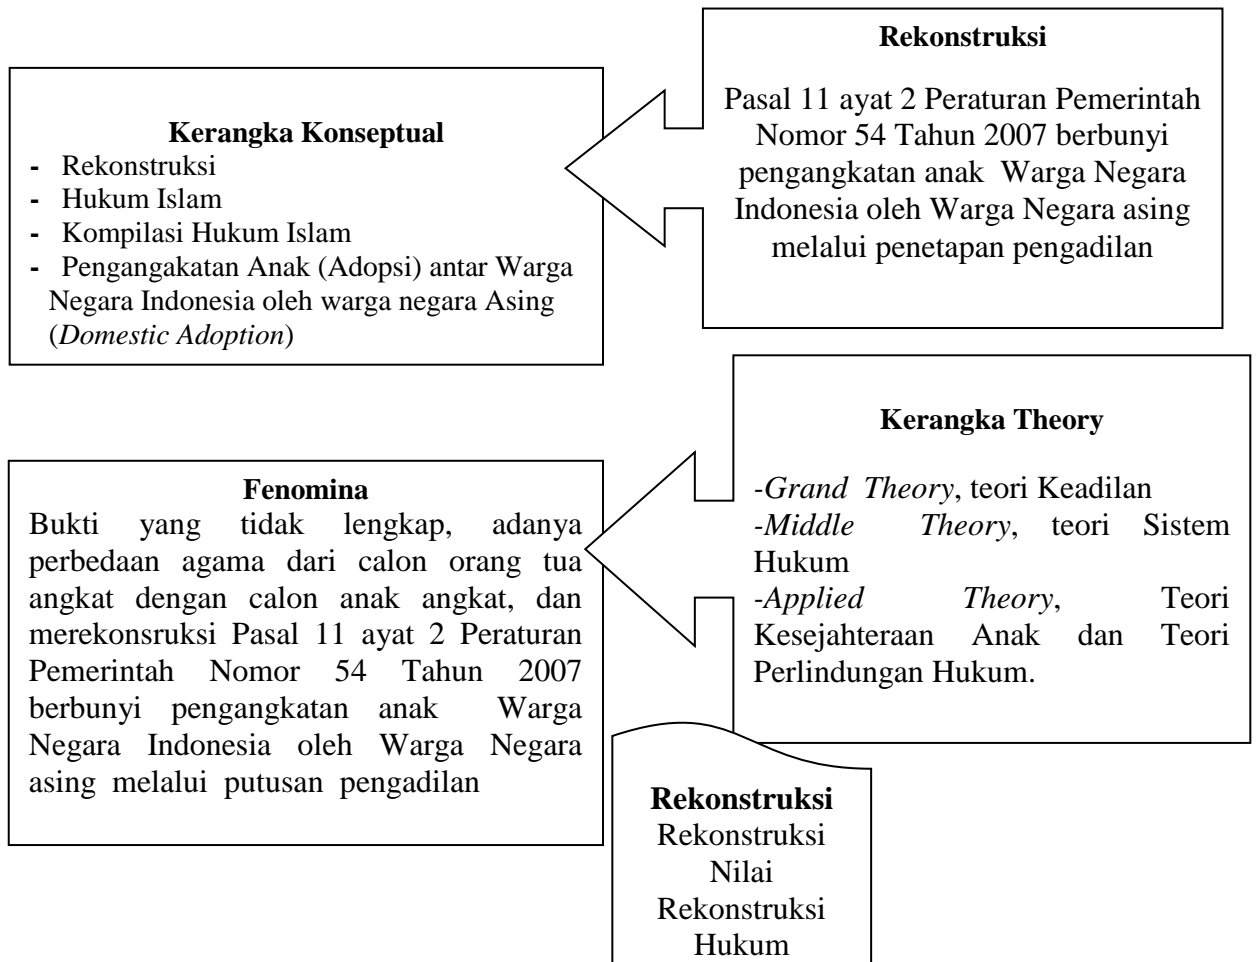 Rekonstruksi
Pasal 11 ayat 2 Peraturan Pemerintah
Nomor 54 Tahun 2007 berbunyi
pengangkatan anak Warga Negara
Indonesia oleh Warga Negara asing
melalui penetapan pengadilan
Kerangka Konseptual
- Rekonstruksi
- Hukum Islam
- Kompilasi Hukum Islam
- Pengangakatan Anak (Adopsi) antar Warga
Negara Indonesia oleh warga negara Asing
(Domestic Adoption)
Kerangka Theory
-Grand Theory, teori Keadilan
-Middle Theory, teori Sistem
Hukum
-Applied Theory, Teori
Kesejahteraan Anak dan Teori
Perlindungan Hukum.
Fenomina
Bukti yang tidak lengkap, adanya
perbedaan agama dari calon orang tua
angkat dengan calon anak angkat, dan
merekonsruksi Pasal 11 ayat 2 Peraturan
Pemerintah Nomor 54 Tahun 2007
berbunyi pengangkatan anak Warga
Negara Indonesia oleh Warga Negara
asing melalui putusan pengadilan
Rekonstruksi
Rekonstruksi
Nilai
Rekonstruksi
Hukum